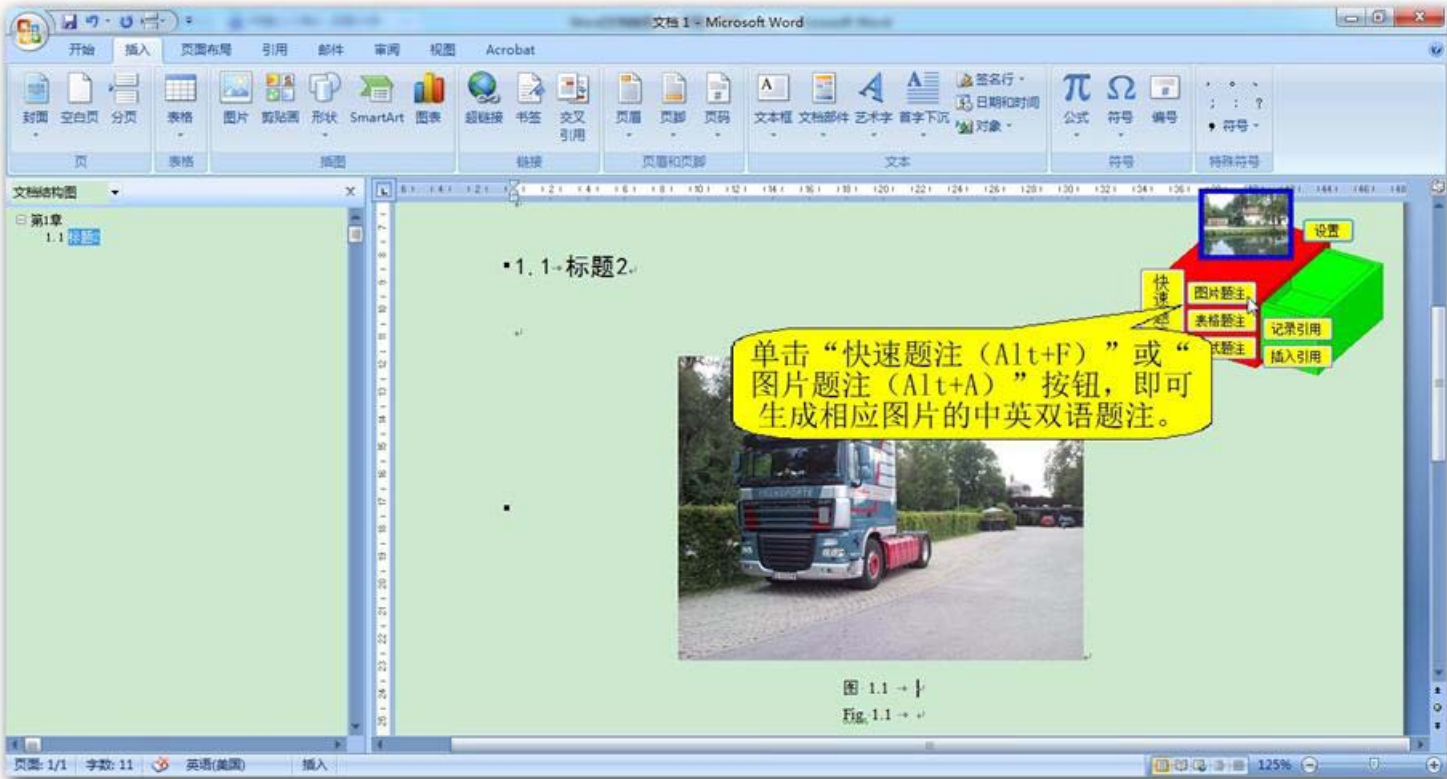 文档 1 - Microsoft Word
开始 插入 页面布局 引用 邮件 审阅 视图 Acrobat
封面 空白页 分页 表格 图片 剪贴画 形状 SmartArt 图表 超链接 书签 交叉引用 页眉 页脚 页码 文本框 文档部件 艺术字 首字下沉 签名行 日期和时间 对象 公式 符号 编号 符号
页 表格 插图 链接 页眉和页脚 文本 符号 特殊符号
文档结构图
第1章
1.1 标题2
1.1 标题2
设置
快速
图片题注
表格题注
题注
记录引用
插入引用
单击“快速题注（Alt+F）”或“
图片题注（Alt+A）”按钮，即可
生成相应图片的中英双语题注。
图 1.1
Fig. 1.1
页面: 1/1 字数: 11 英语(美国) 插入 125%